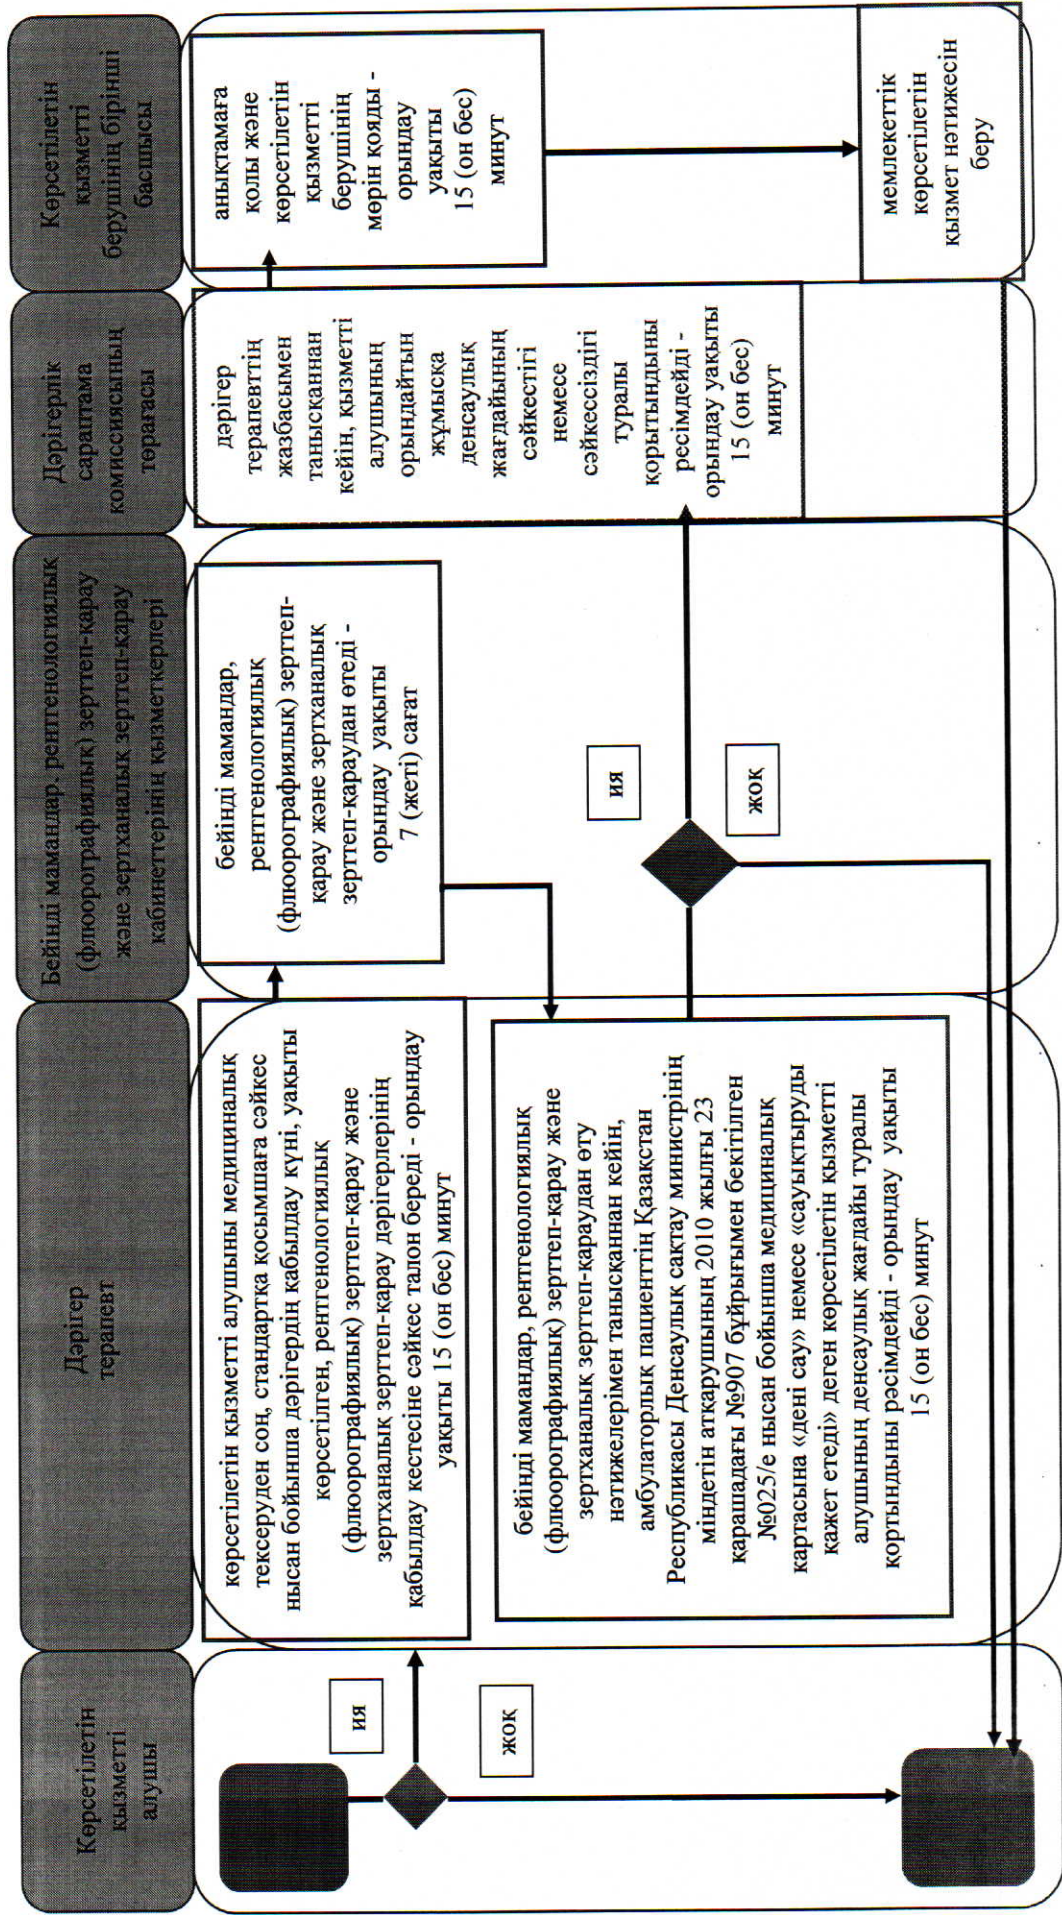 Көрсетілетін
қызметті
алушы
Дәрігер
терапевт
Бейінді мамандар, рентгенологиялық
(флюорографиялық) зерттеп-қарау
және зертханалық зерттеп-қарау
кабинеттерінің қызметкерлері
Дәрігерлік
сараптама
комиссиясының
төрағасы
Көрсетілетін
қызметті
берушінің бірінші
басшысы
ИЯ
ЖОҚ
көрсетілетін қызметті алушыны медициналық
тексеруден соң, стандартқа қосымшаға сәйкес
нысан бойынша дәрігердің қабылдау күні, уақыты
көрсетілген, рентгенологиялық
(флюорографиялық) зерттеп-қарау және
зертханалық зерттеп-қарау дәрігерлерінің
қабылдау кестесіне сәйкес талон береді - орындау
уақыты 15 (он бес) минут
бейінді мамандар, рентгенологиялық
(флюорографиялық) зерттеп-қарау және
зертханалық зерттеп-қараудан өту
нәтижелерімен танысқаннан кейін,
амбулаторлық пациенттің Қазақстан
Республикасы Денсаулық сақтау министрінің
міндетін атқарушының 2010 жылғы 23
қарашадағы №907 бұйрығымен бекітілген
№025/е нысан бойынша медициналық
картасына «дені сау» немесе «сауықтыруды
қажет етеді» деген көрсетілетін қызметті
алушының денсаулық жағдайы туралы
қортындыны рәсімдейді - орындау уақыты
15 (он бес) минут
бейінді мамандар,
рентгенологиялық
(флюорографиялық) зерттеп-
қарау және зертханалық
зерттеп-қараудан өтеді -
орындау уақыты
7 (жеті) сағат
ИЯ
ЖОҚ
дәрігер
терапевттің
жазбасымен
танысқаннан
кейін, қызметті
алушының
орындайтын
жұмысқа
денсаулық
жағдайының
сәйкестігі
немесе
сәйкессіздігі
туралы
қорытындыны
ресімдейді -
орындау уақыты
15 (он бес)
минут
анықтамаға
қолы және
көрсетілетін
қызметті
берушінің
мөрін қояды -
орындау
уақыты
15 (он бес)
минут
мемлекеттік
көрсетілетін
қызмет нәтижесін
беру